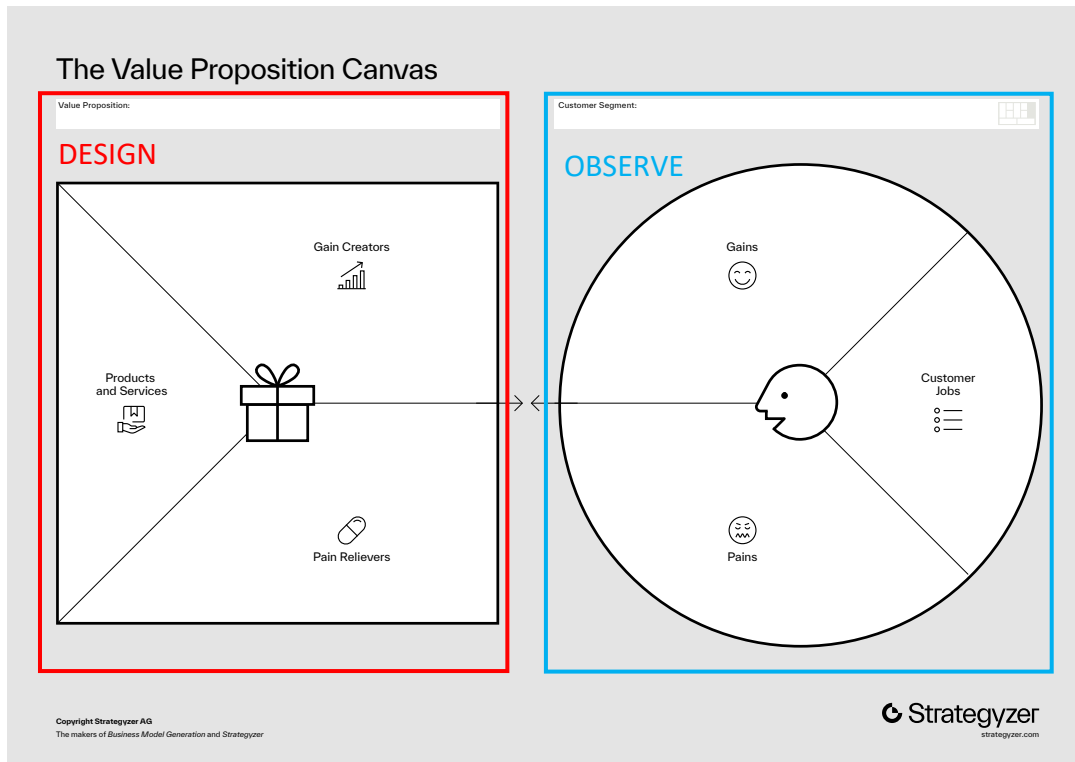 The Value Proposition Canvas
Value Proposition:
DESIGN
Gain Creators
Products
and Services
Pain Relievers
Customer Segment:
OBSERVE
Gains
Customer
Jobs
Pains
Copyright Strategyzer AG
The makers of Business Model Generation and Strategyzer
Strategyzer
strategyzer.com